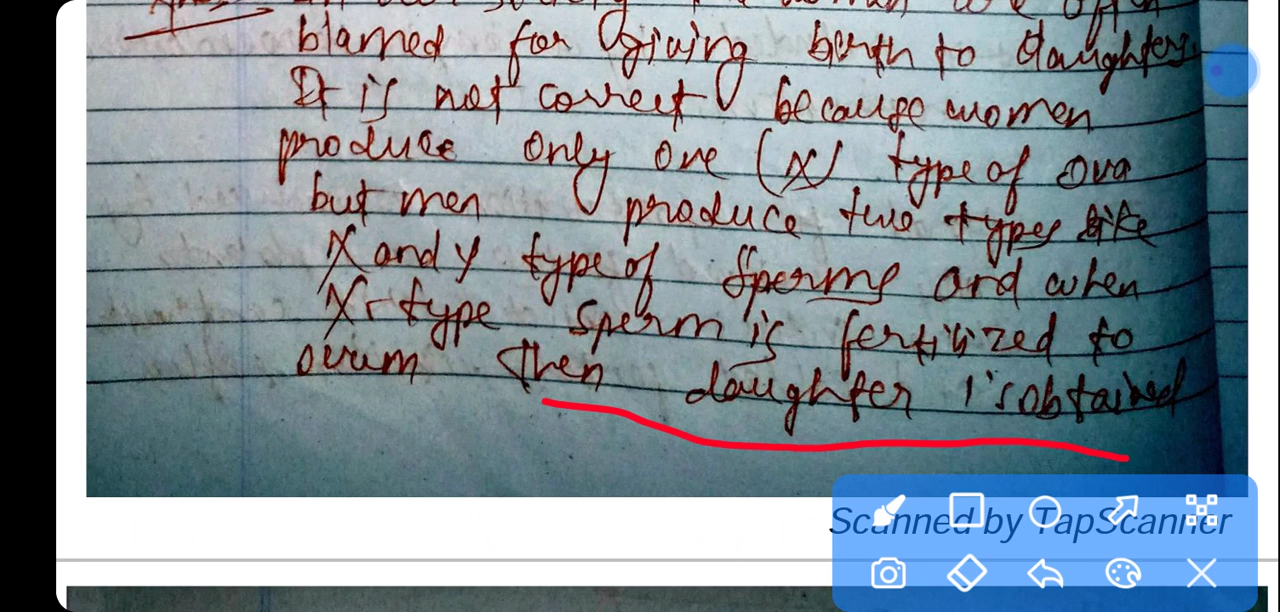 blamed for giving birth to daughters.
It is not correct because women
produce only one (X) type of ova
but men produce two types like
X and y type of sperms and when
X-type sperm is fertilized to
ovum then daughter is obtained
Scanned by TapScanner